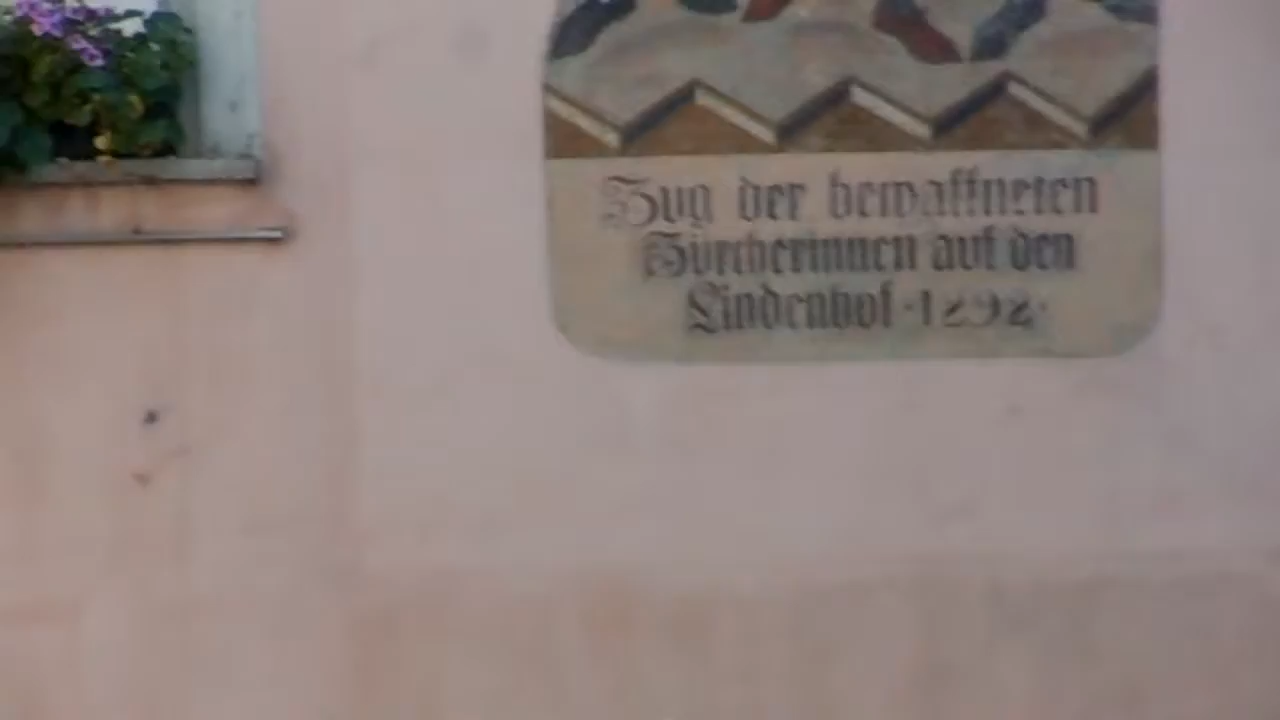 Zug der bewaffneten
Zürcherinnen auf den
Lindenhof · 1292 ·